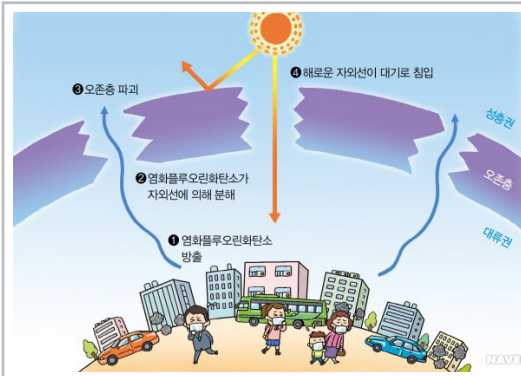 ❹ 해로운 자외선이 대기로 침입
❸ 오존층 파괴
성층권
오존층
❷ 염화플루오린화탄소가
자외선에 의해 분해
대류권
❶ 염화플루오린화탄소
방출
NAVE